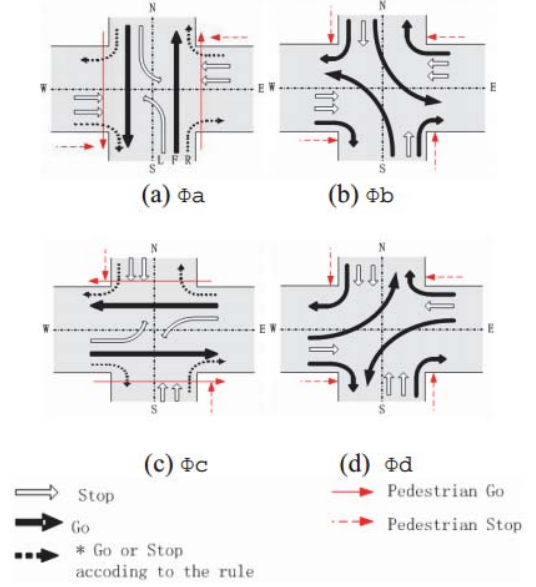 N
N
W
E
W
E
L F R
S
S
(a) Φa
(b) Φb
N
N
W
E
W
E
S
S
(c) Φc
(d) Φd
Stop
Pedestrian Go
Go
Pedestrian Stop
* Go or Stop
accoding to the rule